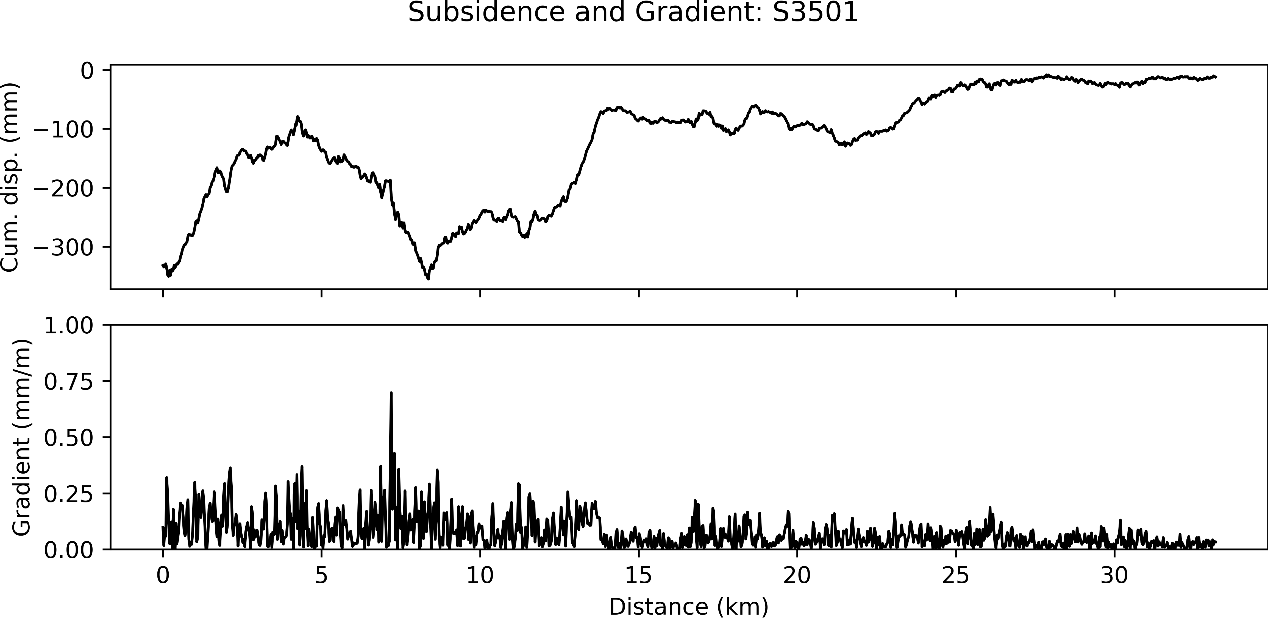 Subsidence and Gradient: S3501
Cum. disp. (mm)
0
−100
−200
−300
Gradient (mm/m)
1.00
0.75
0.50
0.25
0.00
0 5 10 15 20 25 30
Distance (km)